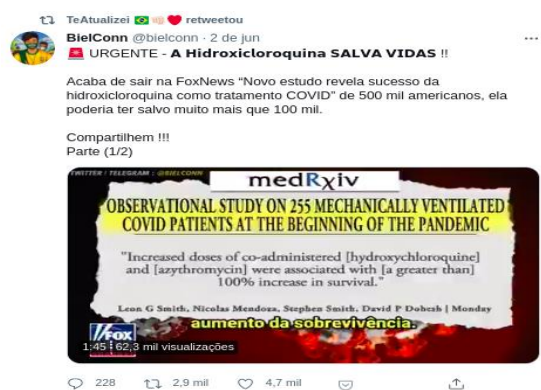 TeAtualizei 🇧🇷 👊🏻 ❤️ retweetou
BielConn @bielconn · 2 de jun
🚨 URGENTE - A Hidroxicloroquina SALVA VIDAS !!
Acaba de sair na FoxNews “Novo estudo revela sucesso da
hidroxicloroquina como tratamento COVID” de 500 mil americanos, ela
poderia ter salvo muito mais que 100 mil.
Compartilhem !!!
Parte (1/2)
TWITTER / TELEGRAM : @BIELCONN
medRxiv
OBSERVATIONAL STUDY ON 255 MECHANICALLY VENTILATED
COVID PATIENTS AT THE BEGINNING OF THE PANDEMIC
"Increased doses of co-administered [hydroxychloroquine]
and [azythromycin] were associated with [a greater than]
100% increase in survival."
Leon G Smith, Nicolas Mendoza, Stephen Smith, David P Dobesh | Monday
aumento da sobrevivência.
FOX
1:45 62,3 mil visualizações
228 2,9 mil 4,7 mil